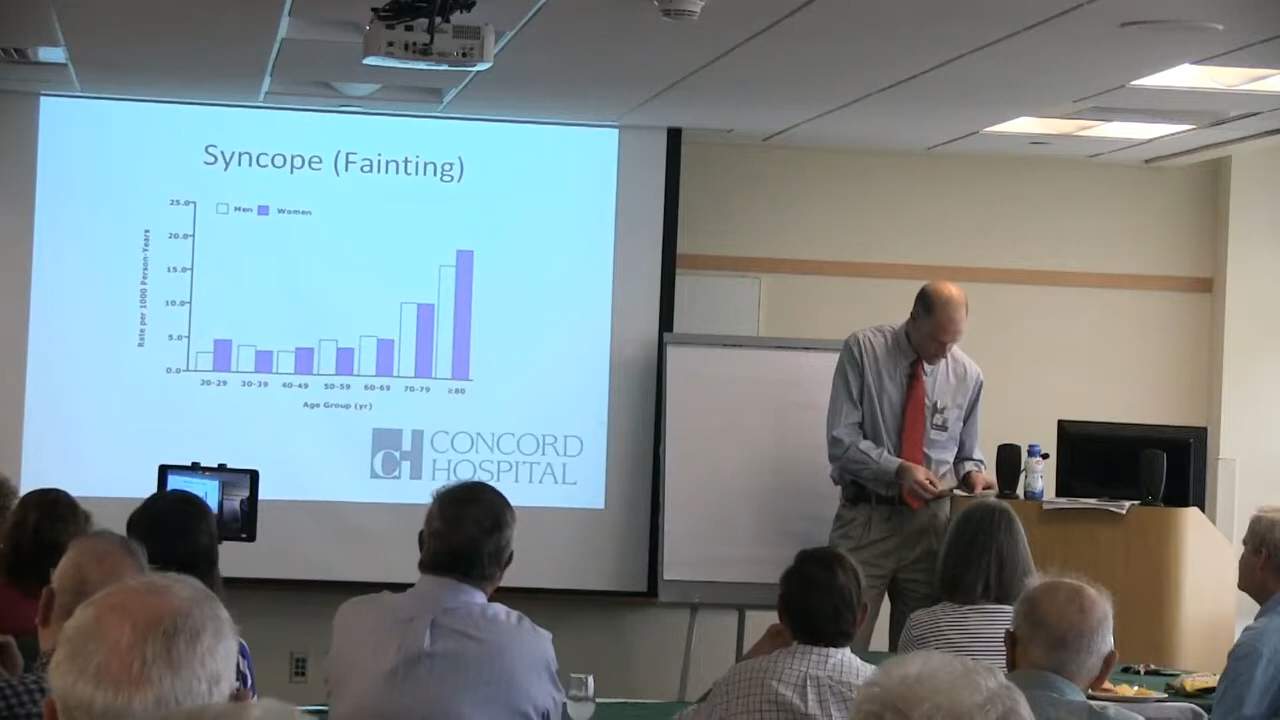 Syncope (Fainting)
25.0
Men Women
20.0
15.0
10.0
5.0
0.0
Rate per 1000 Person-Years
20-29 30-39 40-49 50-59 60-69 70-79 ≥80
Age Group (yr)
CH CONCORD
HOSPITAL